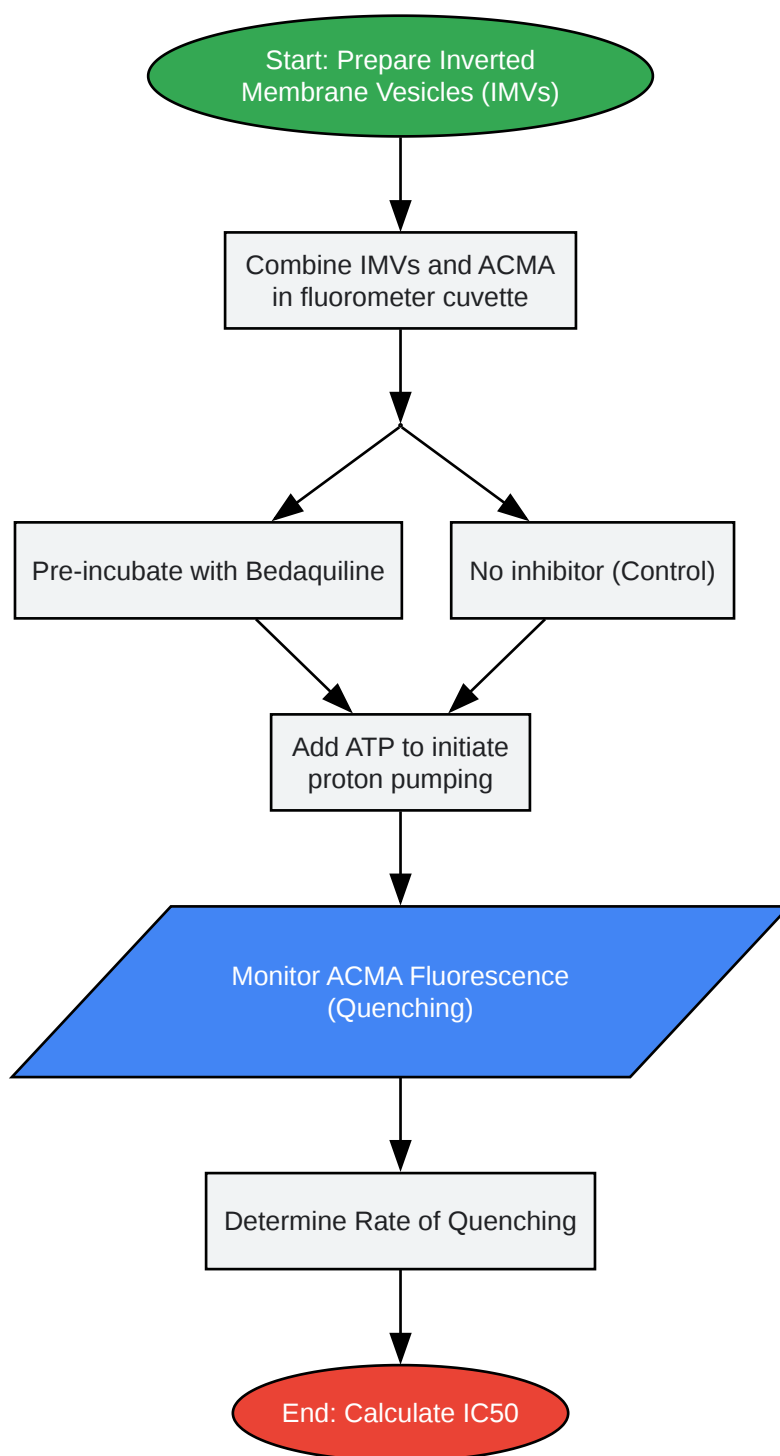 Start: Prepare Inverted
Membrane Vesicles (IMVs)
Combine IMVs and ACMA
in fluorometer cuvette
Pre-incubate with Bedaquiline
No inhibitor (Control)
Add ATP to initiate
proton pumping
Monitor ACMA Fluorescence
(Quenching)
Determine Rate of Quenching
End: Calculate IC50